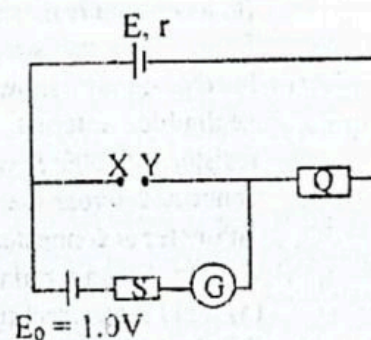 E, r
X Y
Q
S
G
E₀ = 1.0V